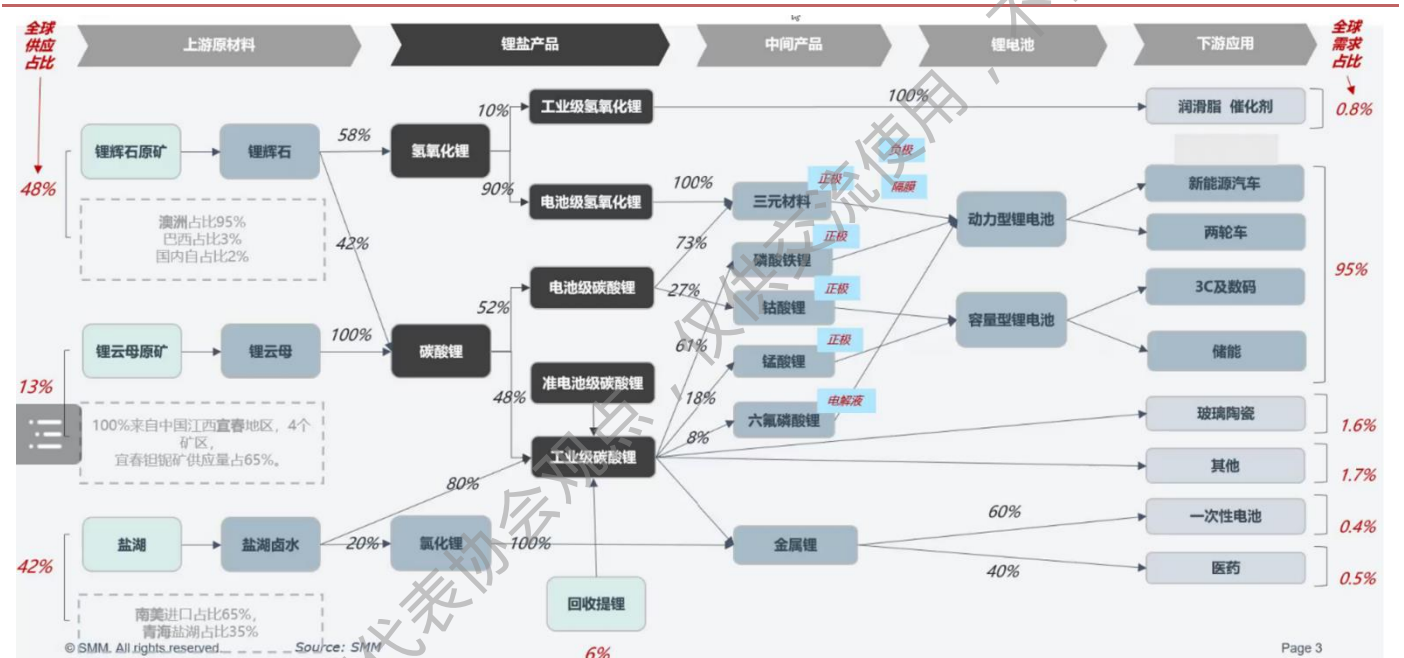 全球
供应
占比
上游原材料
锂盐产品
中间产品
锂电池
下游应用
全球
需求
占比
10%
工业级氢氧化锂
100%
润滑脂 催化剂
0.8%
锂辉石原矿
锂辉石
58%
氢氧化锂
48%
90%
电池级氢氧化锂
100%
三元材料
正极
负极
隔膜
动力型锂电池
新能源汽车
澳洲占比95%
巴西占比3%
国内自占比2%
42%
73%
磷酸铁锂
正极
两轮车
95%
52%
电池级碳酸锂
27%
钴酸锂
正极
容量型锂电池
3C及数码
锂云母原矿
锂云母
100%
碳酸锂
61%
锰酸锂
正极
储能
13%
48%
准电池级碳酸锂
18%
六氟磷酸锂
电解液
玻璃陶瓷
1.6%
100%来自中国江西宜春地区，4个
矿区，
宜春钽铌矿供应量占65%。
8%
工业级碳酸锂
其他
1.7%
80%
盐湖
盐湖卤水
20%
氯化锂
100%
金属锂
60%
一次性电池
0.4%
42%
40%
医药
0.5%
南美进口占比65%，
青海盐湖占比35%
回收提锂
6%
© SMM. All rights reserved.
Source: SMM
Page 3
代表协会观点，仅供交流使用，不